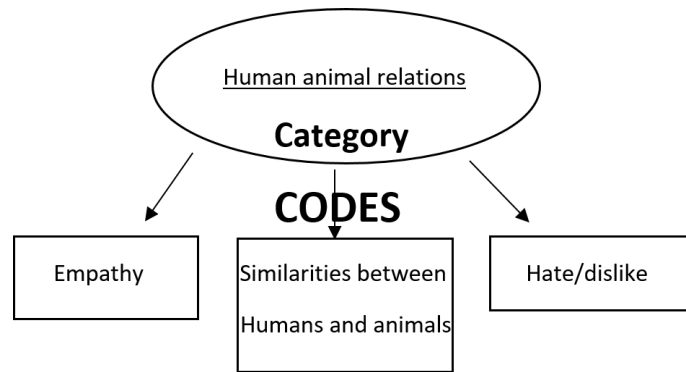 Human animal relations
Category
CODES
Empathy
Similarities between
Humans and animals
Hate/dislike